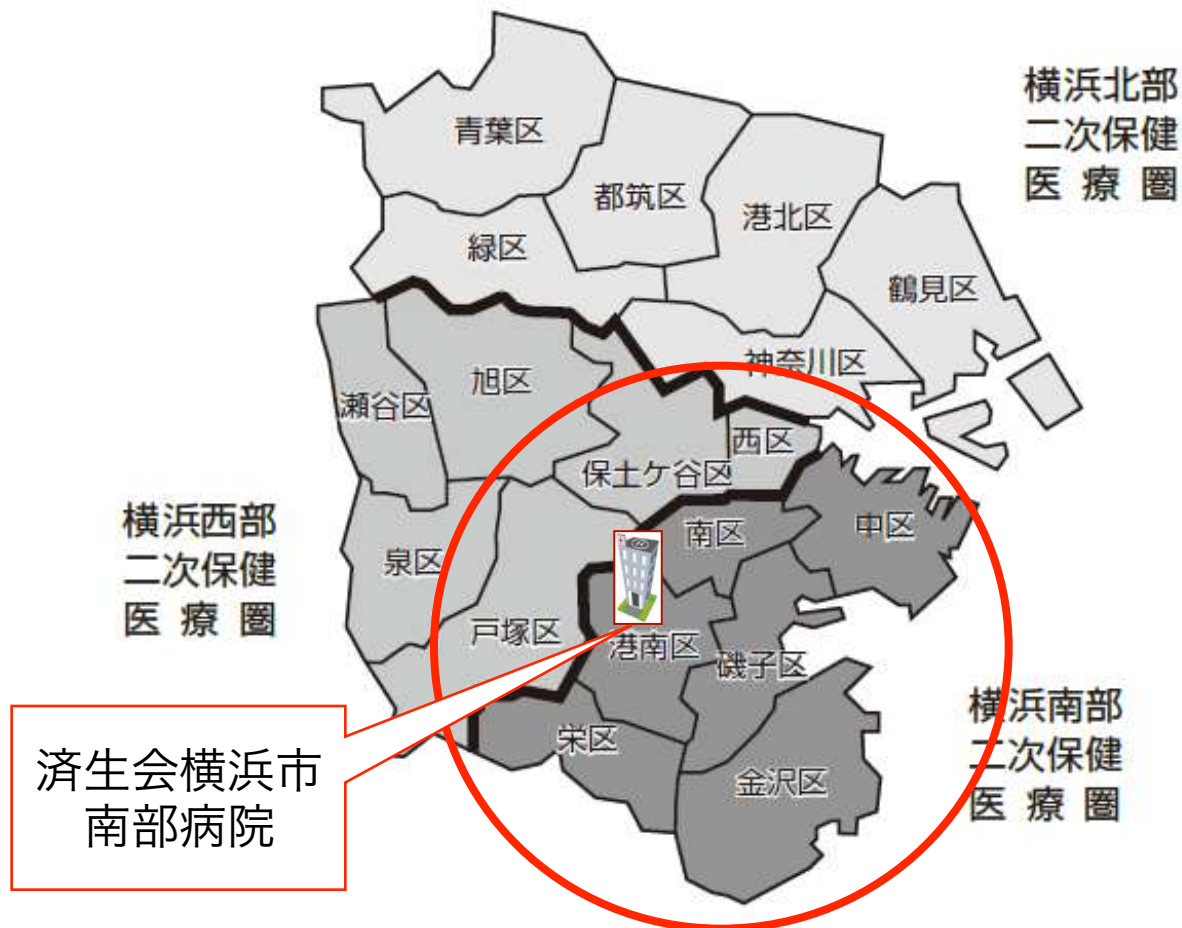 横浜北部
二次保健
医療圏
青葉区
都筑区
港北区
緑区
鶴見区
神奈川区
旭区
瀬谷区
西区
保土ケ谷区
横浜西部
二次保健
医療圏
南区
中区
泉区
戸塚区
港南区
磯子区
横浜南部
二次保健
医療圏
栄区
金沢区
済生会横浜市
南部病院